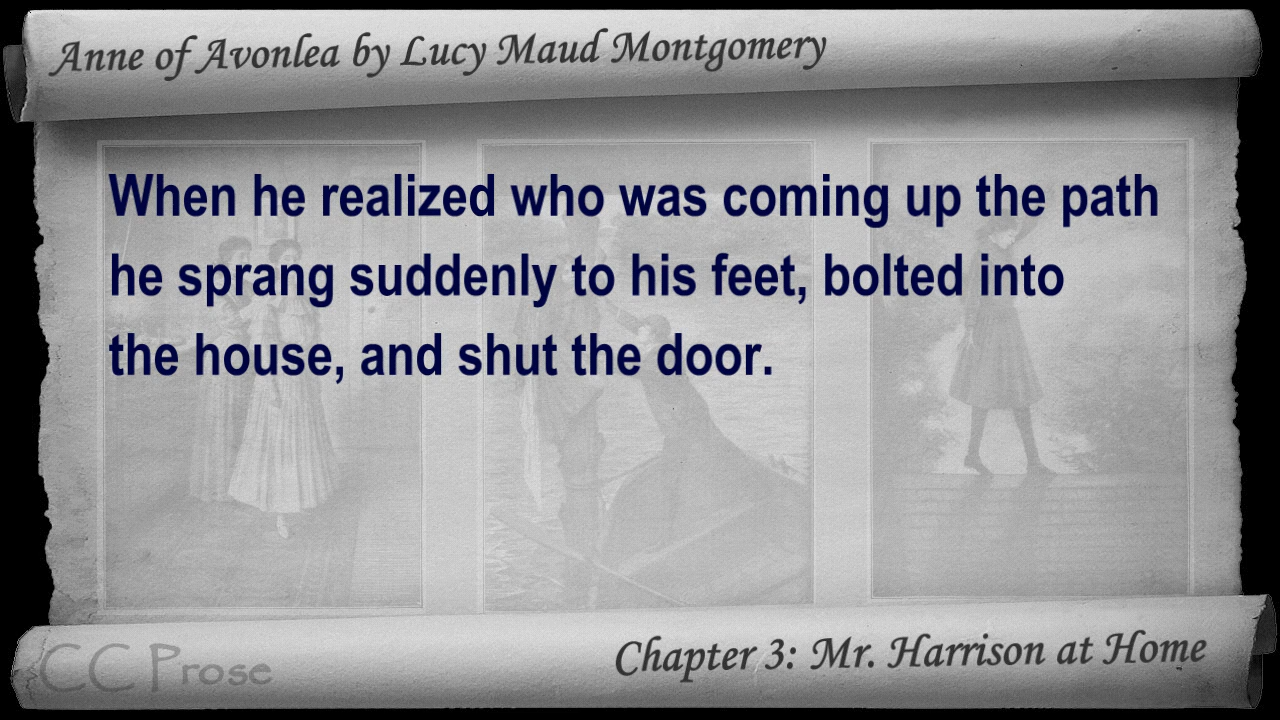 Anne of Avonlea by Lucy Maud Montgomery
When he realized who was coming up the path
he sprang suddenly to his feet, bolted into
the house, and shut the door.
CC Prose
Chapter 3: Mr. Harrison at Home